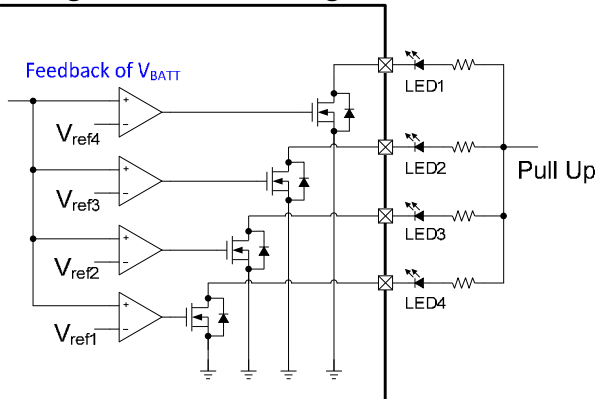 Feedback of VBATT
Vref4
Vref3
Vref2
Vref1
+
−
+
−
+
−
+
−
LED1
LED2
LED3
LED4
Pull Up